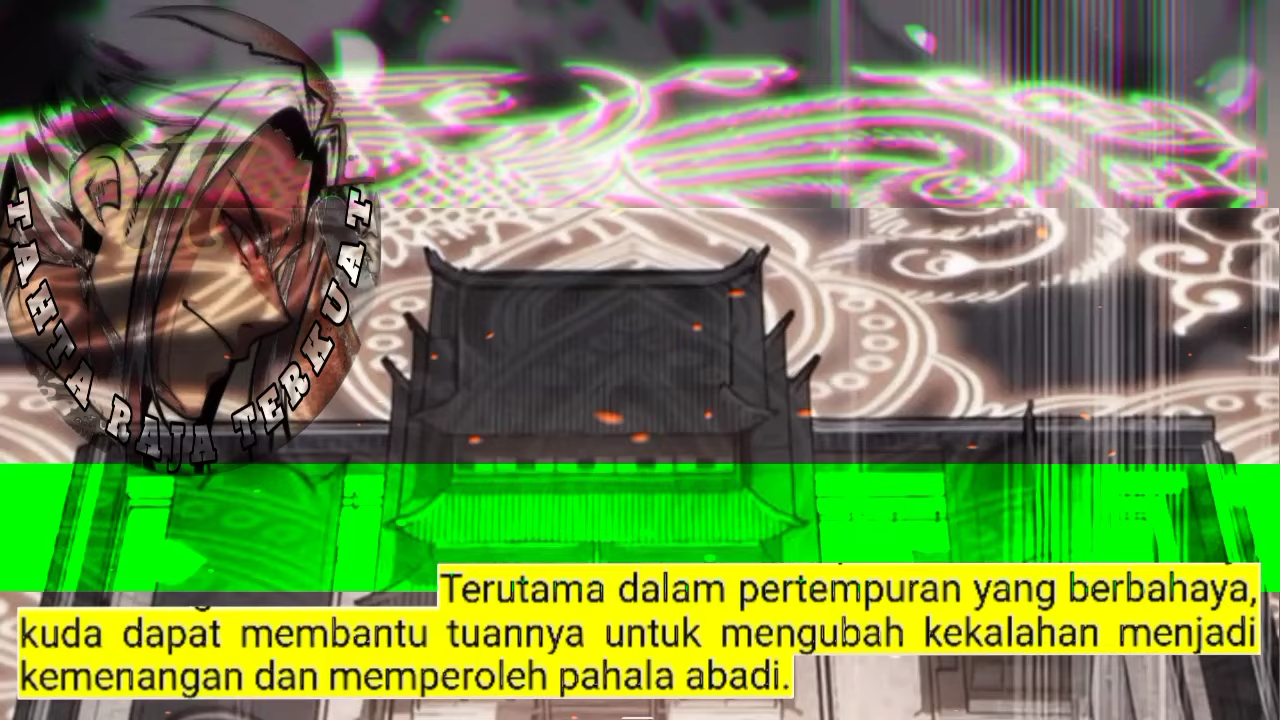 TAHTA RAJA TERKUAT
Terutama dalam pertempuran yang berbahaya,
kuda dapat membantu tuannya untuk mengubah kekalahan menjadi
kemenangan dan memperoleh pahala abadi.